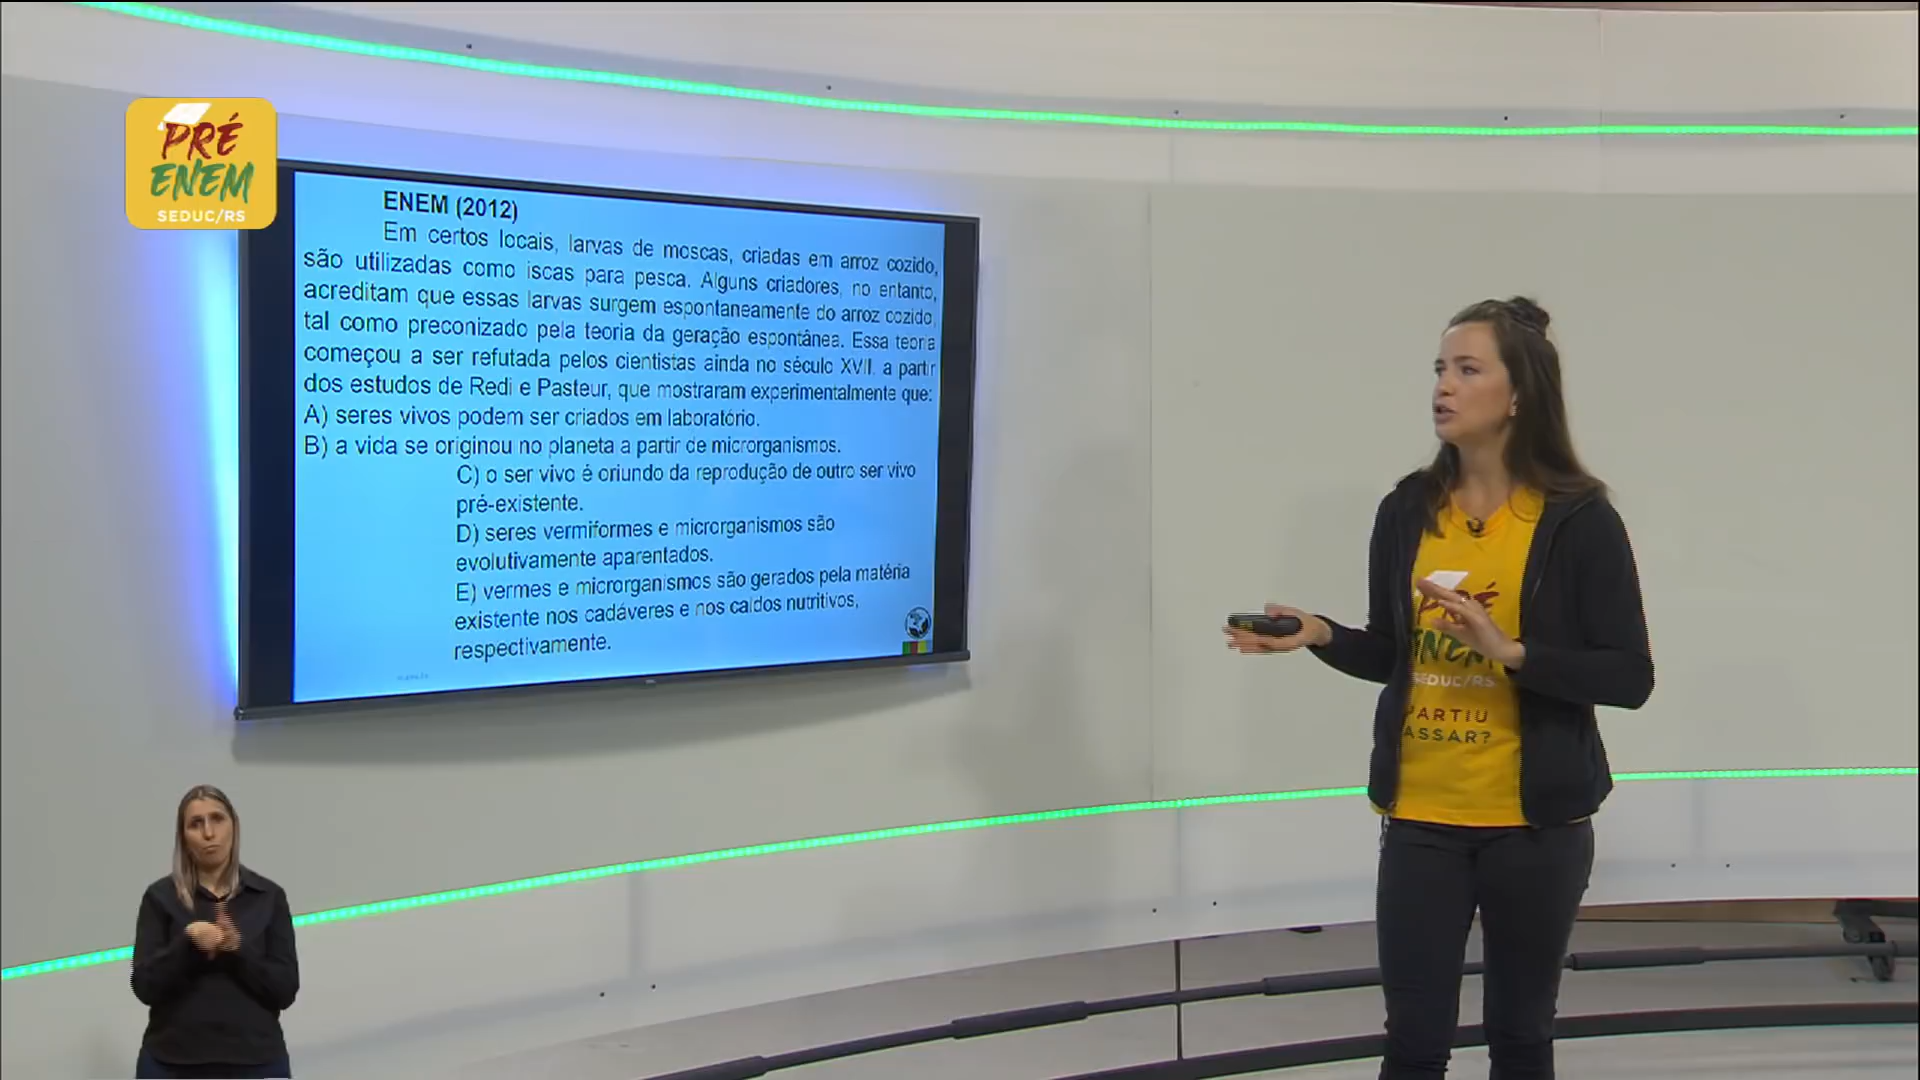 PRÉ
ENEM
SEDUC/RS
ENEM (2012)
Em certos locais, larvas de moscas, criadas em arroz cozido,
são utilizadas como iscas para pesca. Alguns criadores, no entanto,
acreditam que essas larvas surgem espontaneamente do arroz cozido,
tal como preconizado pela teoria da geração espontânea. Essa teoria
começou a ser refutada pelos cientistas ainda no século XVII, a partir
dos estudos de Redi e Pasteur, que mostraram experimentalmente que:
A) seres vivos podem ser criados em laboratório.
B) a vida se originou no planeta a partir de microrganismos.
C) o ser vivo é oriundo da reprodução de outro ser vivo
pré-existente.
D) seres vermiformes e microrganismos são
evolutivamente aparentados.
E) vermes e microrganismos são gerados pela matéria
existente nos cadáveres e nos caldos nutritivos,
respectivamente.
PRÉ
ENEM
SEDUC/RS
PARTIU
ASSAR?